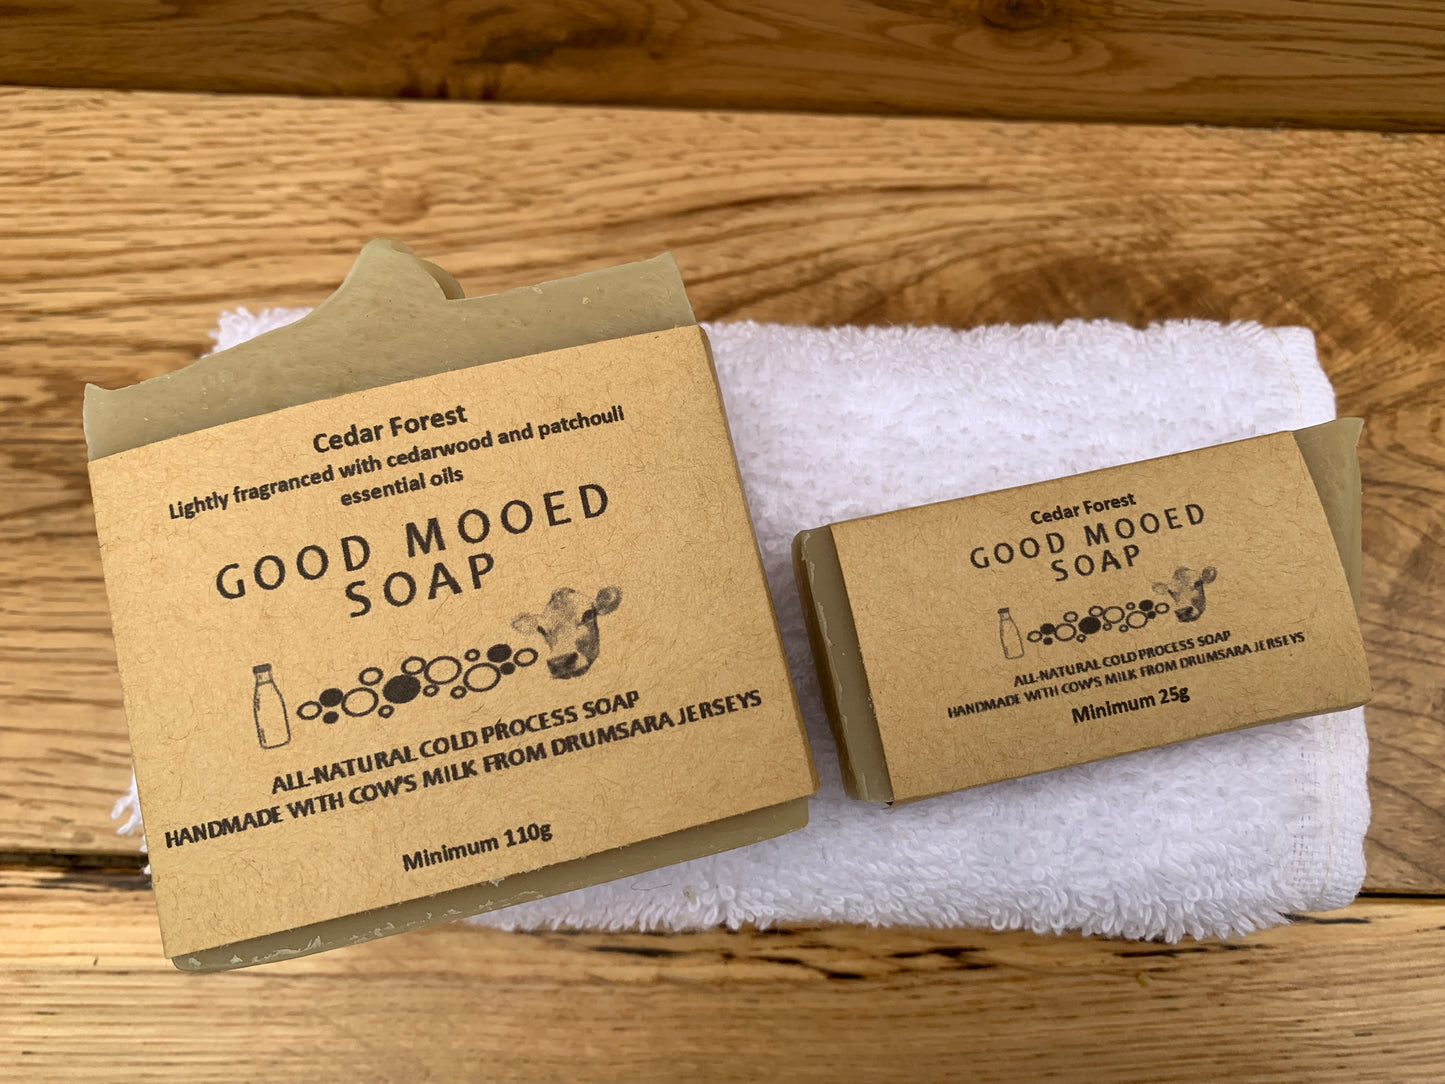 Cedar Forest
Lightly fragranced with cedarwood and patchouli
essential oils
GOOD MOOED
SOAP
ALL-NATURAL COLD PROCESS SOAP
HANDMADE WITH COW'S MILK FROM DRUMSARA JERSEYS
Minimum 110g
Cedar Forest
GOOD MOOED
SOAP
ALL-NATURAL COLD PROCESS SOAP
HANDMADE WITH COW'S MILK FROM DRUMSARA JERSEYS
Minimum 25g